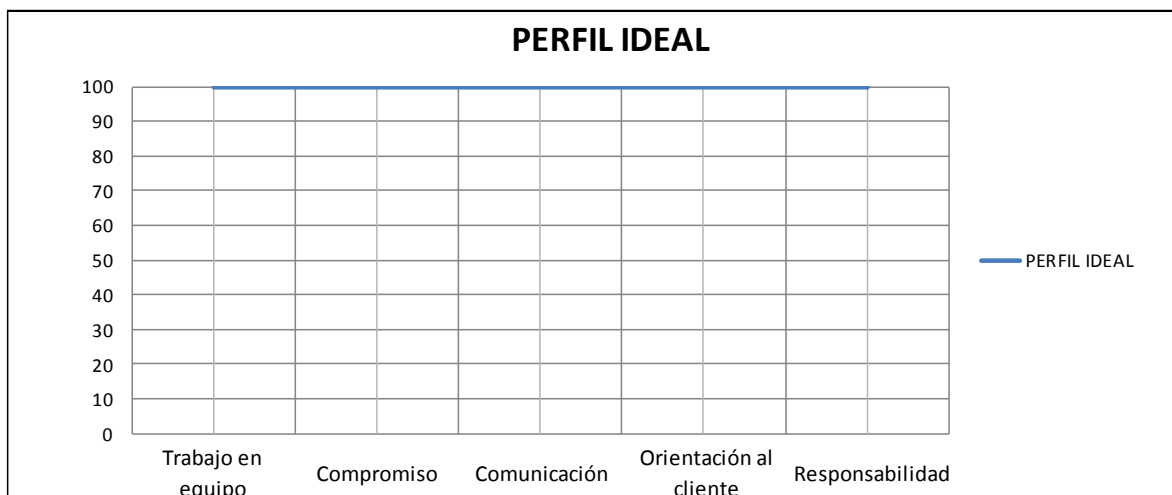 PERFIL IDEAL
100
90
80
70
60
50
40
30
20
10
0
PERFIL IDEAL
Trabajo en
equipo
Compromiso
Comunicación
Orientación al
cliente
Responsabilidad